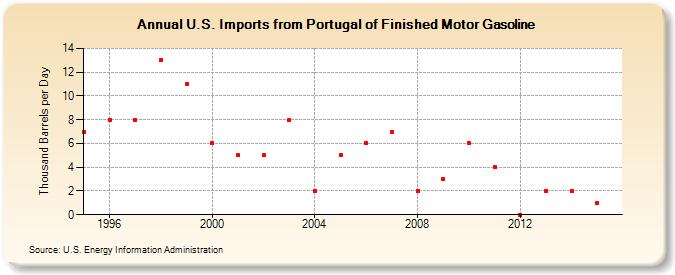 Annual U.S. Imports from Portugal of Finished Motor Gasoline
Thousand Barrels per Day
14
12
10
8
6
4
2
0
1996 2000 2004 2008 2012
Source: U.S. Energy Information Administration